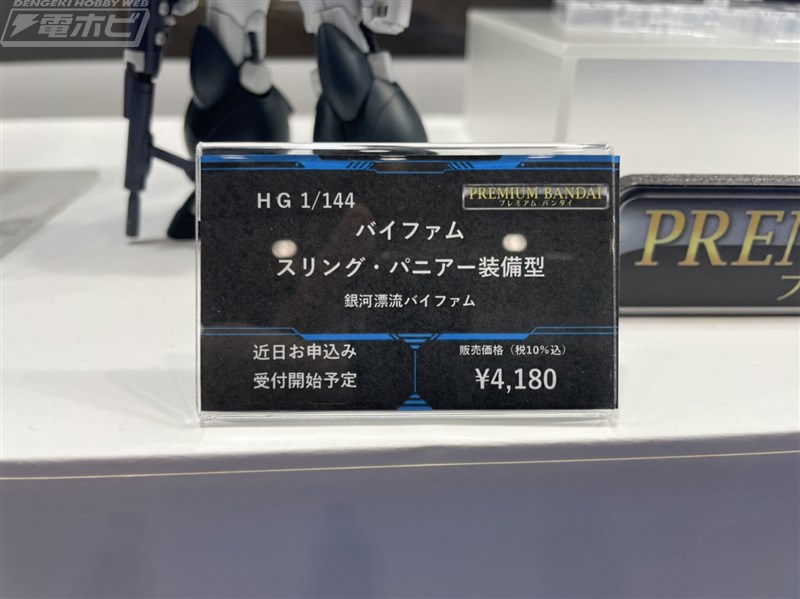 DENGEKI HOBBY WEB
電ホビ
HG 1/144
PREMIUM BANDAI
プレミアム バンダイ
バイファム
スリング・パニアー装備型
銀河漂流バイファム
近日お申込み
受付開始予定
販売価格（税10%込）
¥4,180